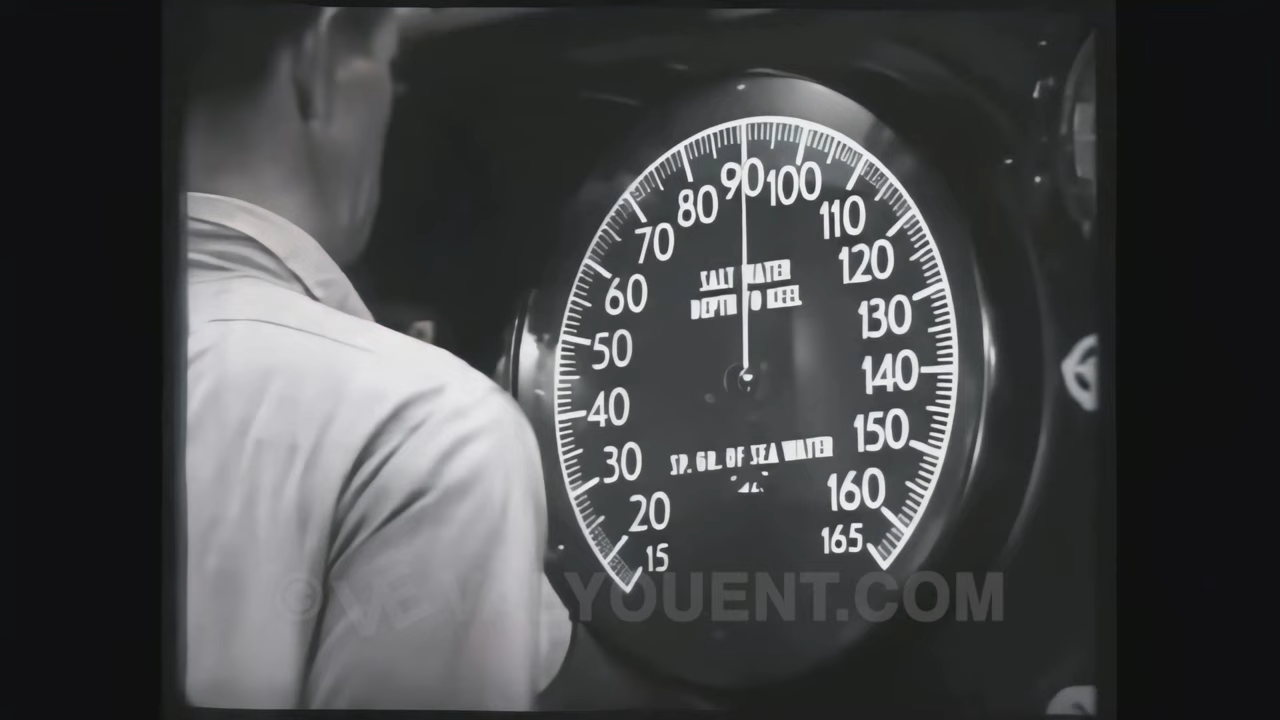 80 90 100
70 110
60 120
SALT WATER
DEPTH TO KEEL
50 130
40 140
30 150
SP. GR. OF SEA WATER
20 160
15 165
YOUENT.COM